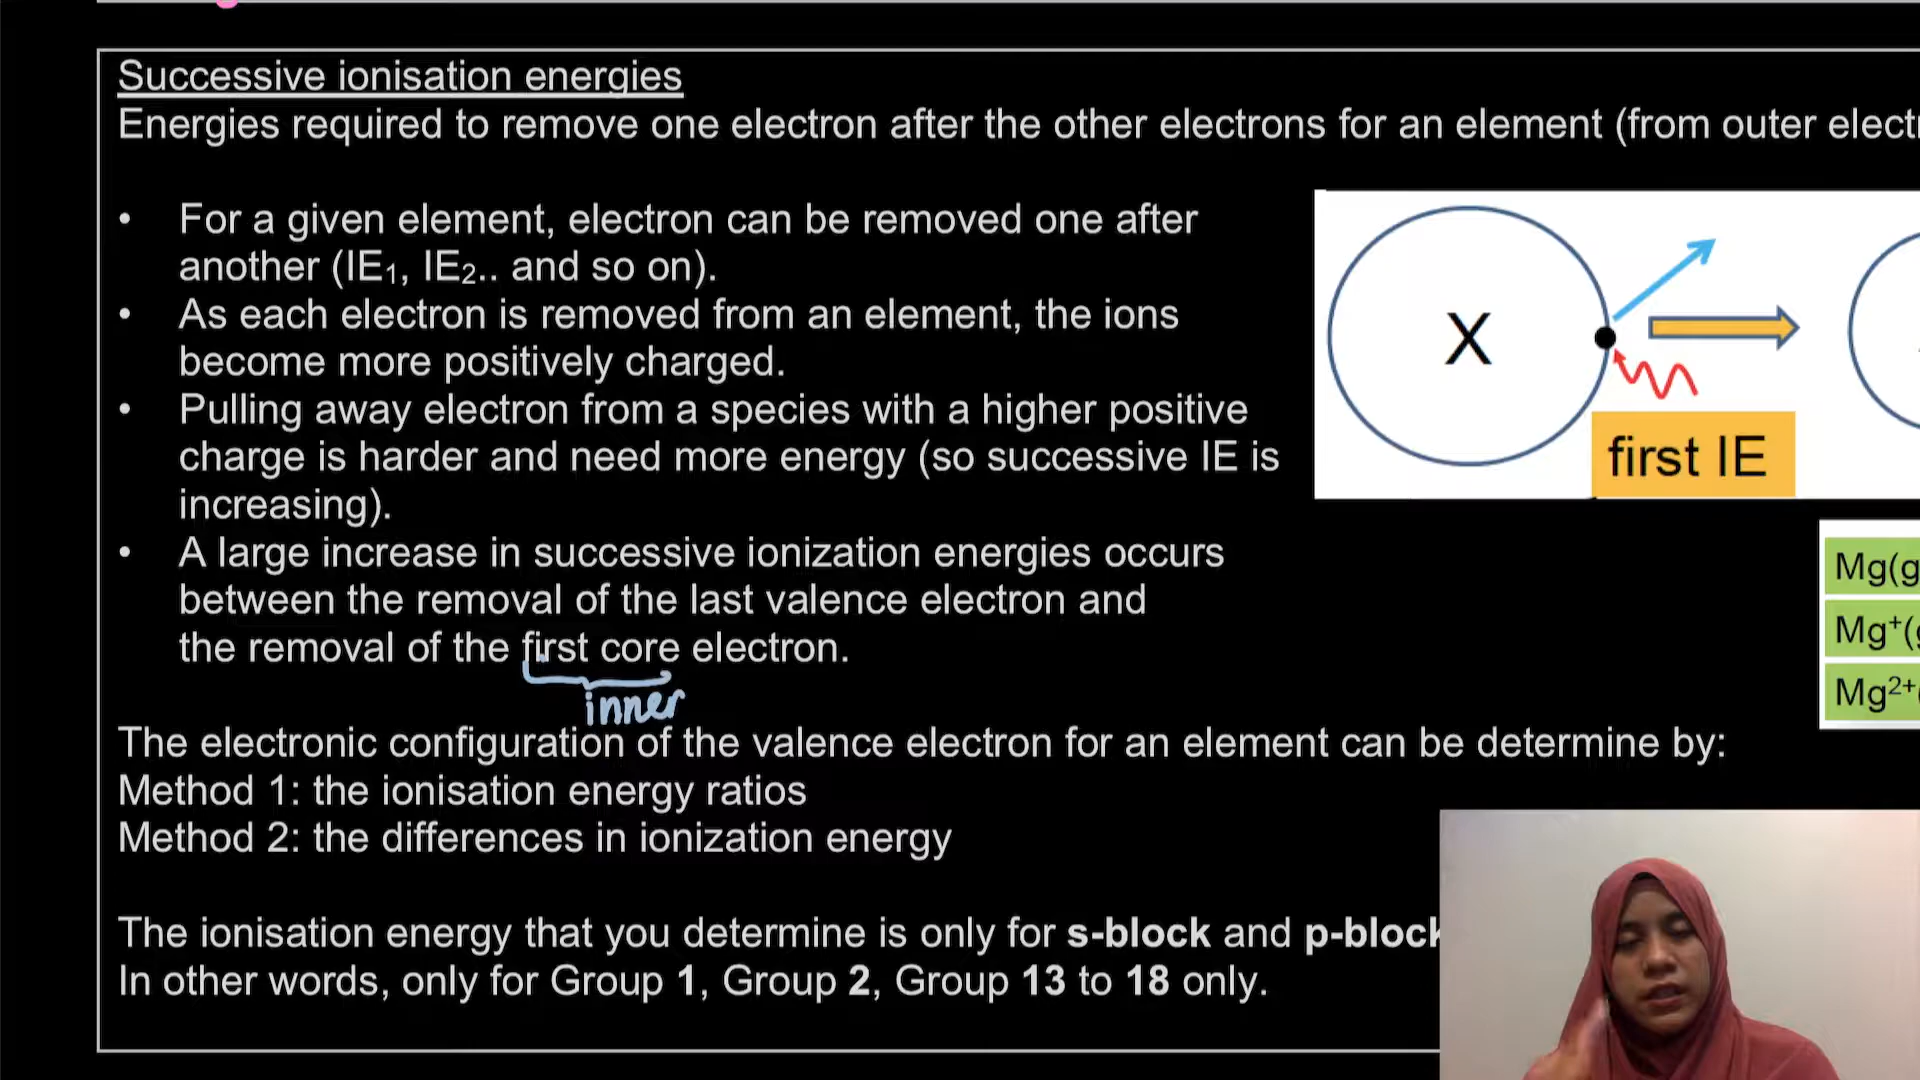 Successive ionisation energies
Energies required to remove one electron after the other electrons for an element (from outer elect
• For a given element, electron can be removed one after
another (IE₁, IE₂.. and so on).
• As each electron is removed from an element, the ions
become more positively charged.
• Pulling away electron from a species with a higher positive
charge is harder and need more energy (so successive IE is
increasing).
• A large increase in successive ionization energies occurs
between the removal of the last valence electron and
the removal of the first core electron.
inner
The electronic configuration of the valence electron for an element can be determine by:
Method 1: the ionisation energy ratios
Method 2: the differences in ionization energy
The ionisation energy that you determine is only for s-block and p-block
In other words, only for Group 1, Group 2, Group 13 to 18 only.
X
first IE
Mg(g
Mg⁺(g
Mg²⁺(